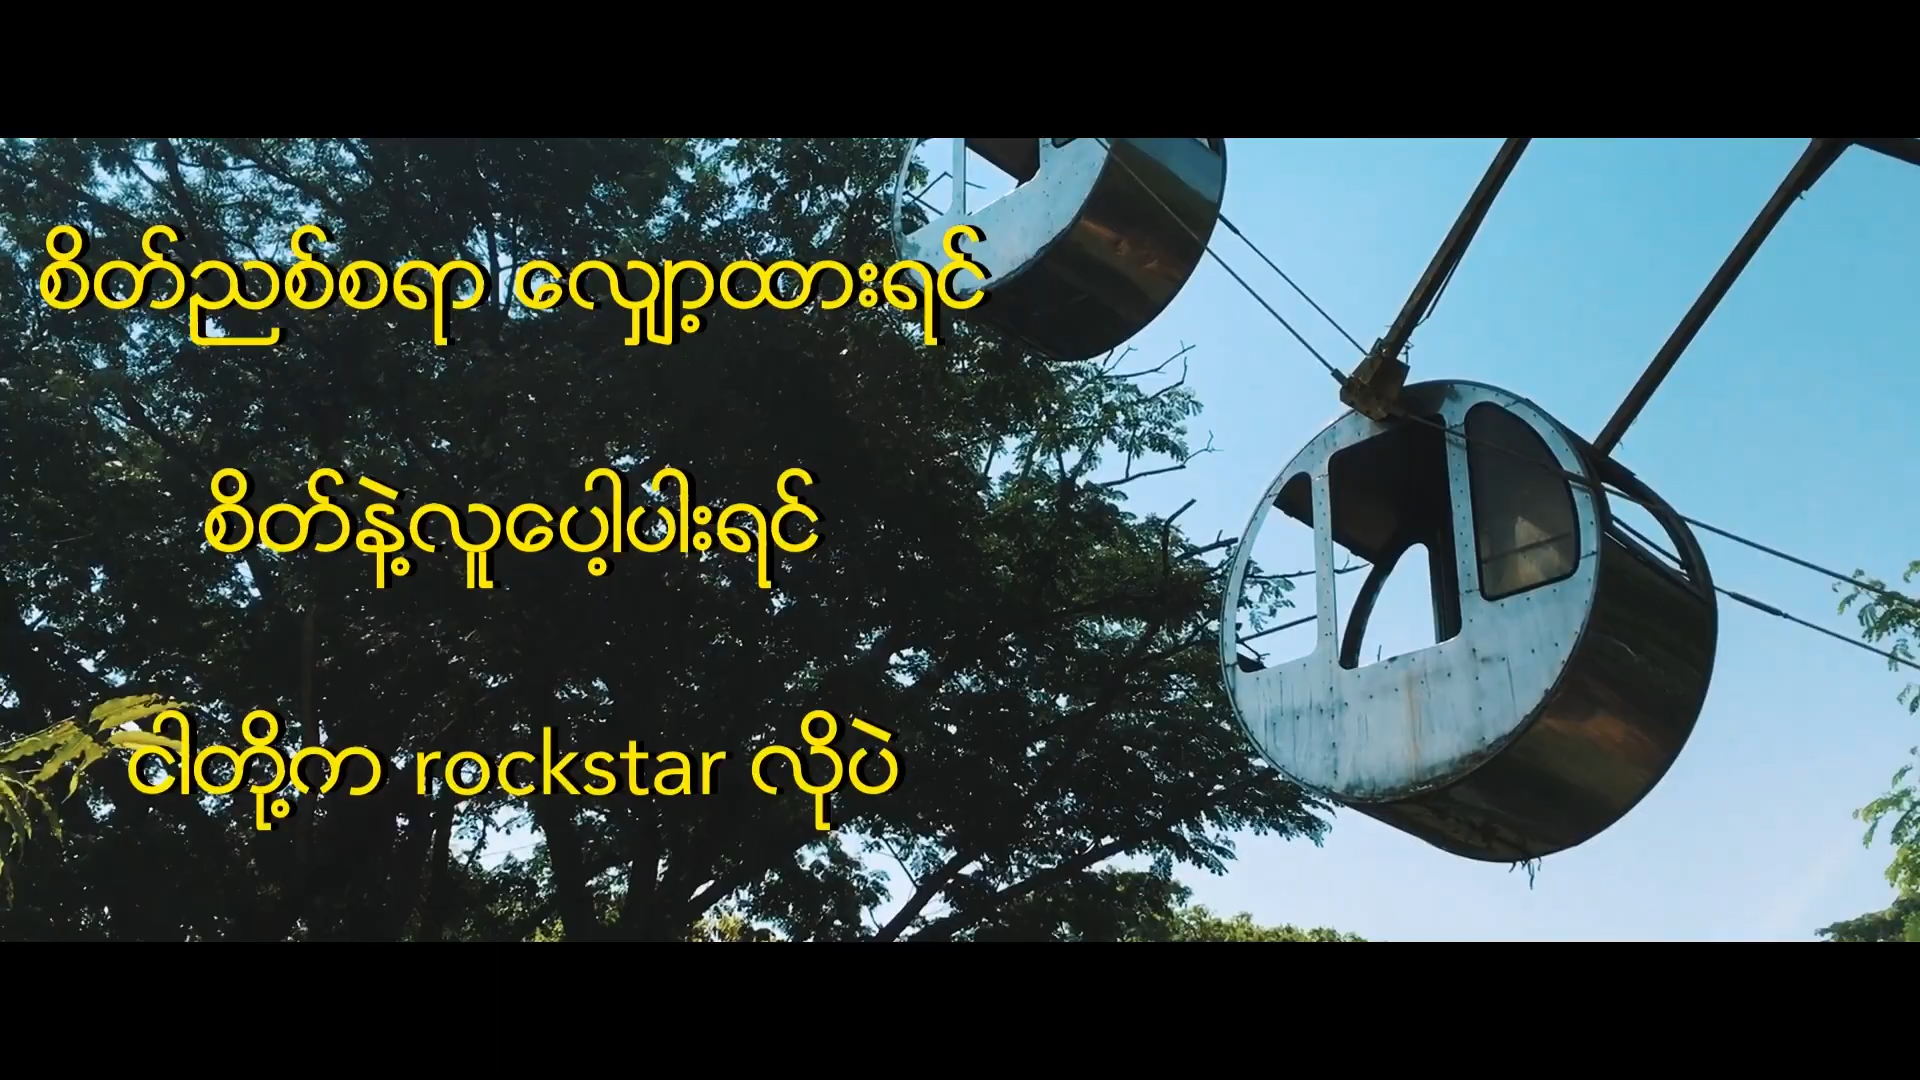 စိတ်ညစ်စရာ လျှော့ထားရင်
စိတ်နဲ့လူပေါ့ပါးရင်
ငါတို့က rockstar လိုပဲ